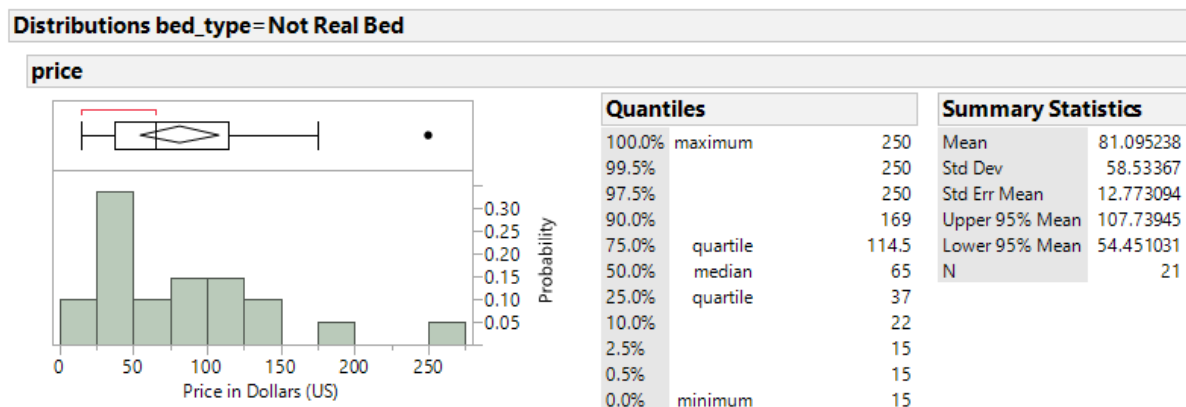 Distributions bed_type=Not Real Bed
price
0.30
0.25
0.20
0.15
0.10
0.05
Probability
0 50 100 150 200 250
Price in Dollars (US)
Quantiles
100.0% maximum 250
99.5% 250
97.5% 250
90.0% 169
75.0% quartile 114.5
50.0% median 65
25.0% quartile 37
10.0% 22
2.5% 15
0.5% 15
0.0% minimum 15
Summary Statistics
Mean 81.095238
Std Dev 58.53367
Std Err Mean 12.773094
Upper 95% Mean 107.73945
Lower 95% Mean 54.451031
N 21